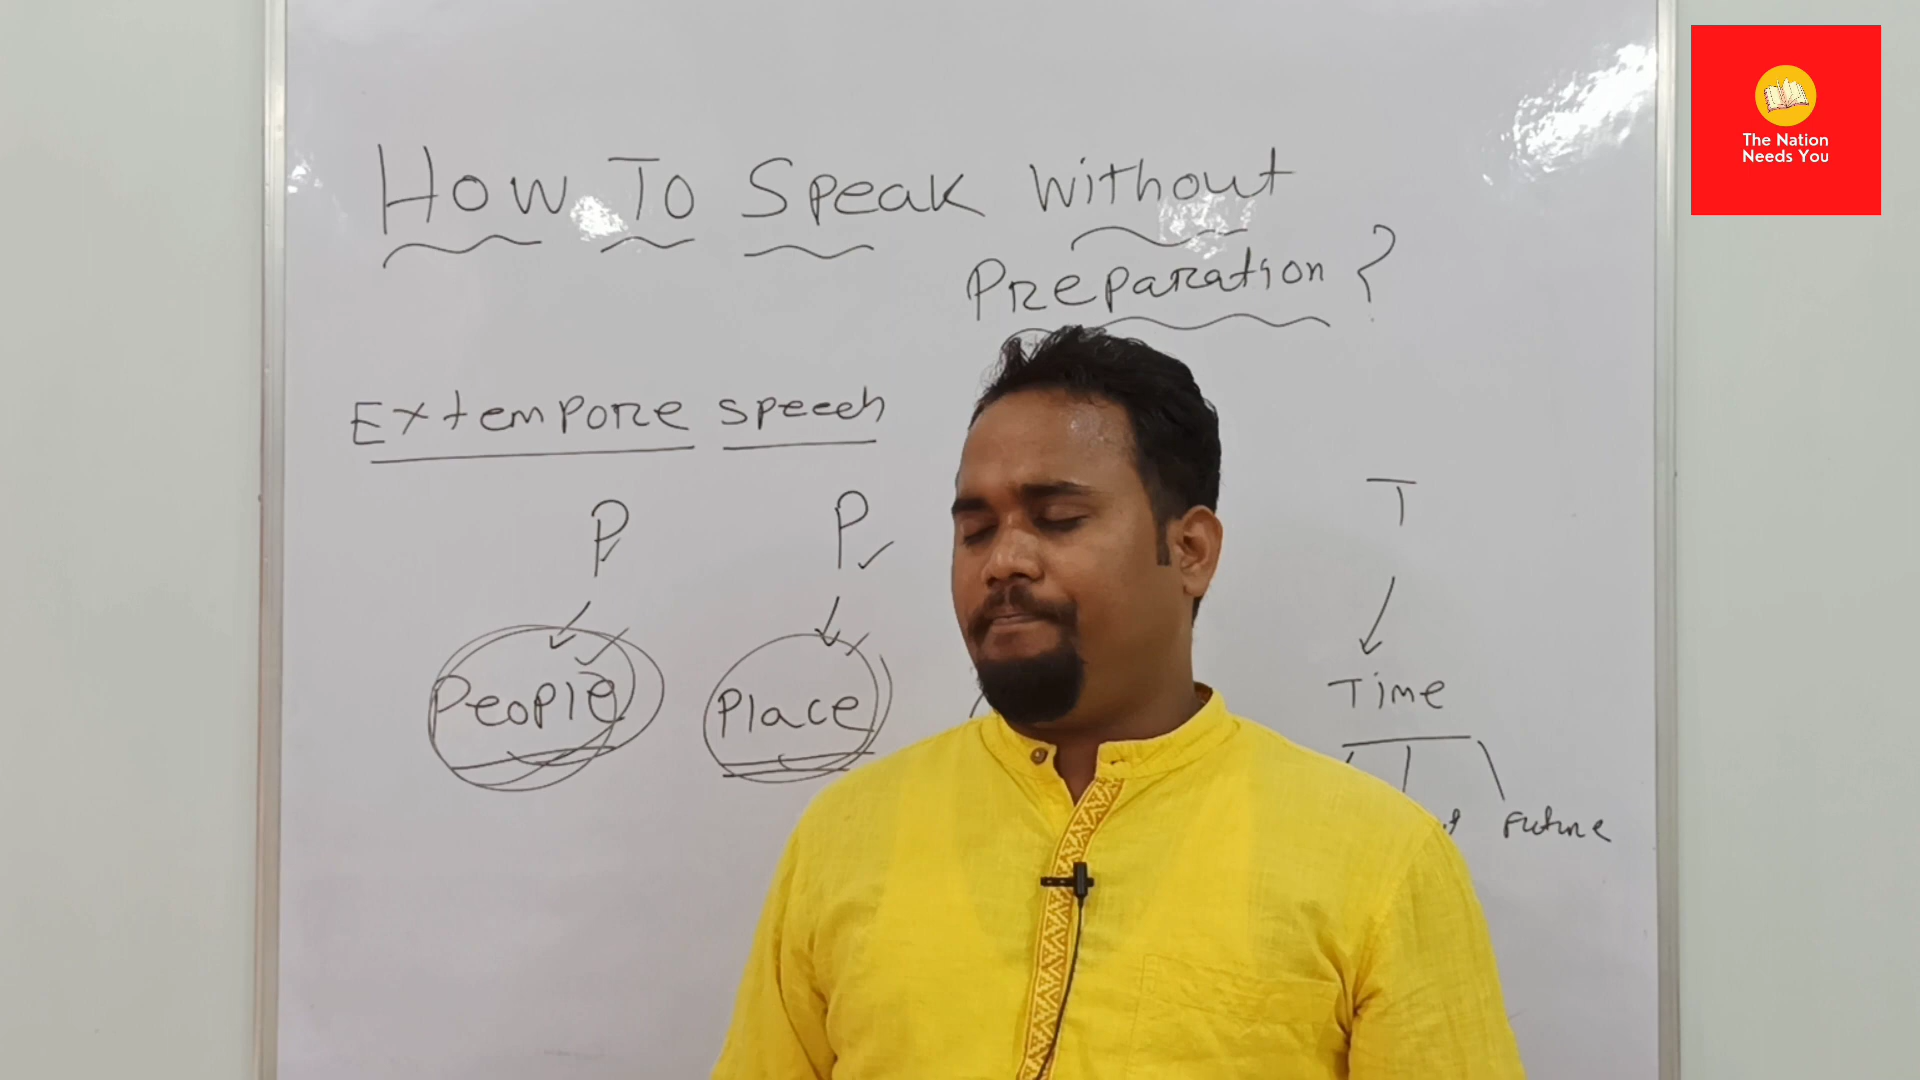 The Nation
Needs You
How To Speak without
Preparation?
Extempore speech
P P T
People Place Time
Future